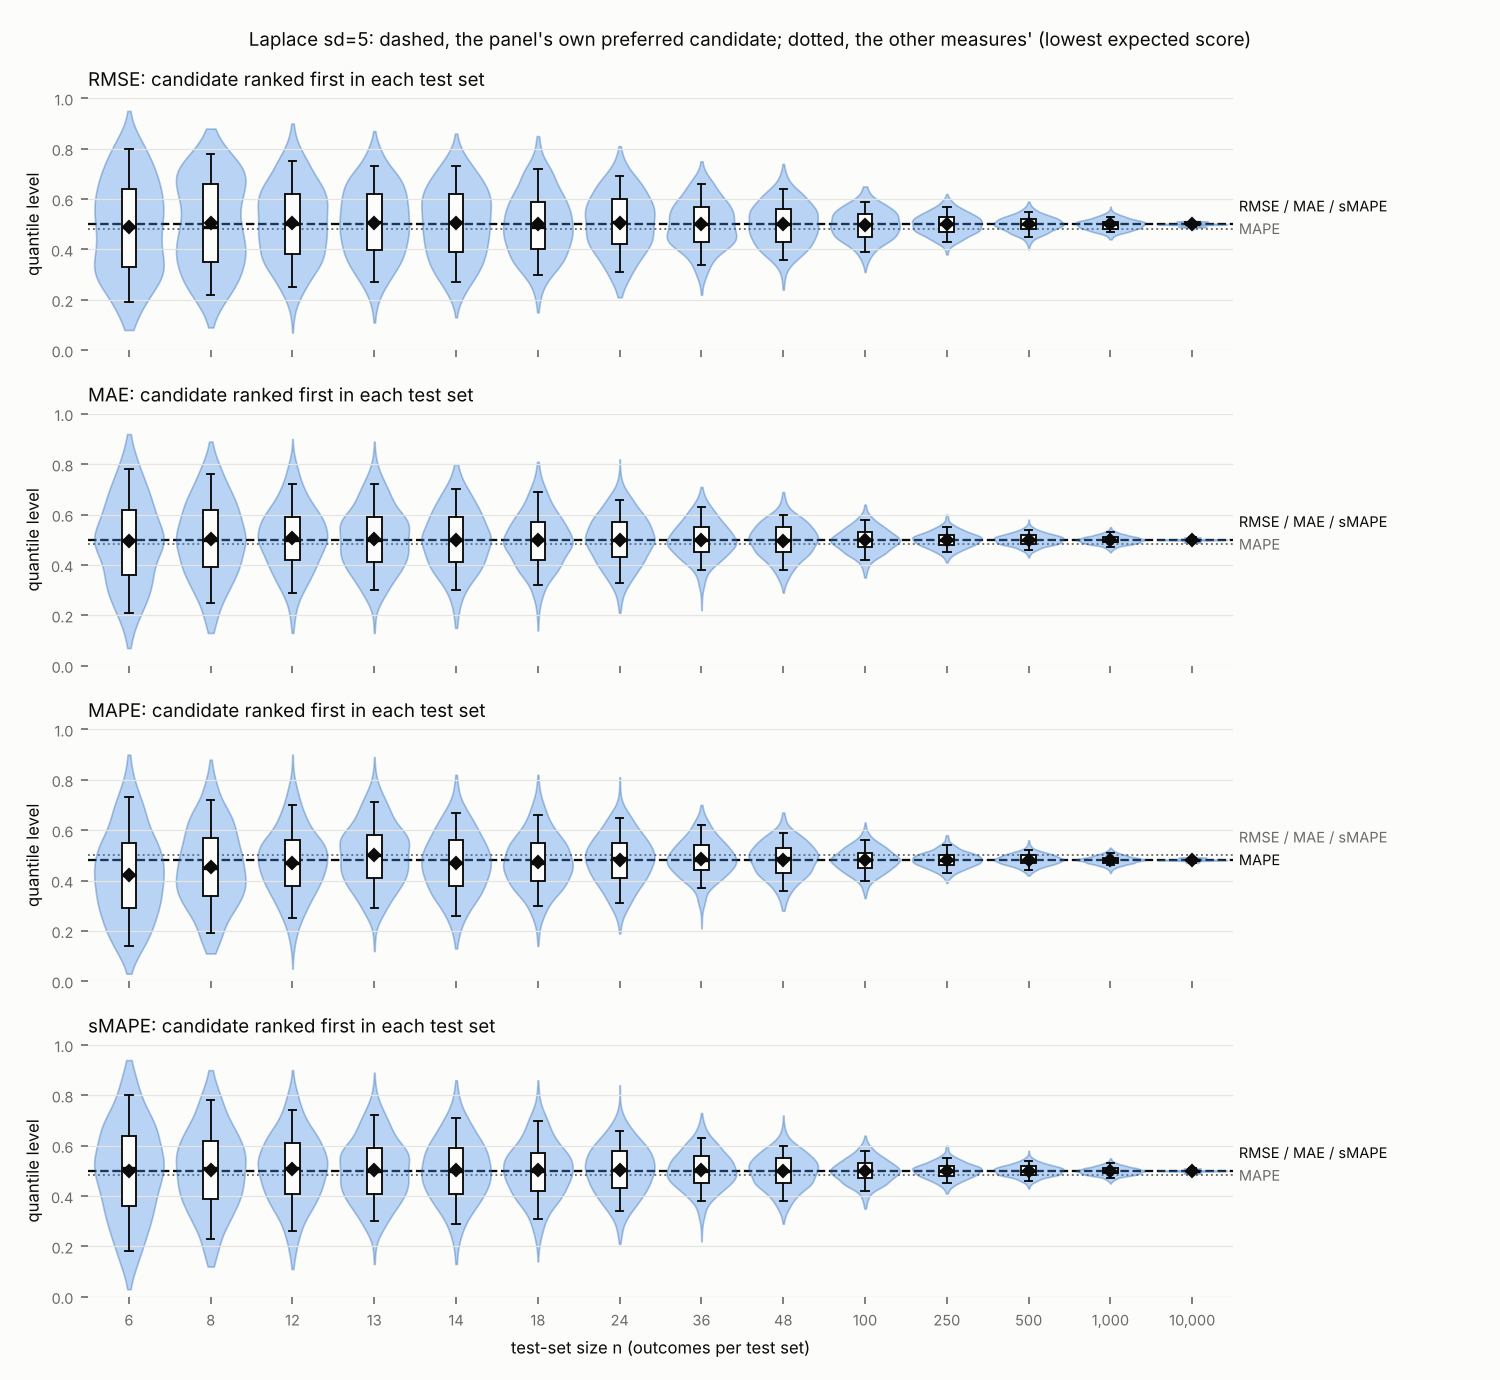 Laplace sd=5: dashed, the panel's own preferred candidate; dotted, the other measures' (lowest expected score)
RMSE: candidate ranked first in each test set
quantile level
1.0
0.8
0.6
0.4
0.2
0.0
RMSE / MAE / sMAPE
MAPE
MAE: candidate ranked first in each test set
quantile level
1.0
0.8
0.6
0.4
0.2
0.0
RMSE / MAE / sMAPE
MAPE
MAPE: candidate ranked first in each test set
quantile level
1.0
0.8
0.6
0.4
0.2
0.0
RMSE / MAE / sMAPE
MAPE
sMAPE: candidate ranked first in each test set
quantile level
1.0
0.8
0.6
0.4
0.2
0.0
RMSE / MAE / sMAPE
MAPE
6 8 12 13 14 18 24 36 48 100 250 500 1,000 10,000
test-set size n (outcomes per test set)